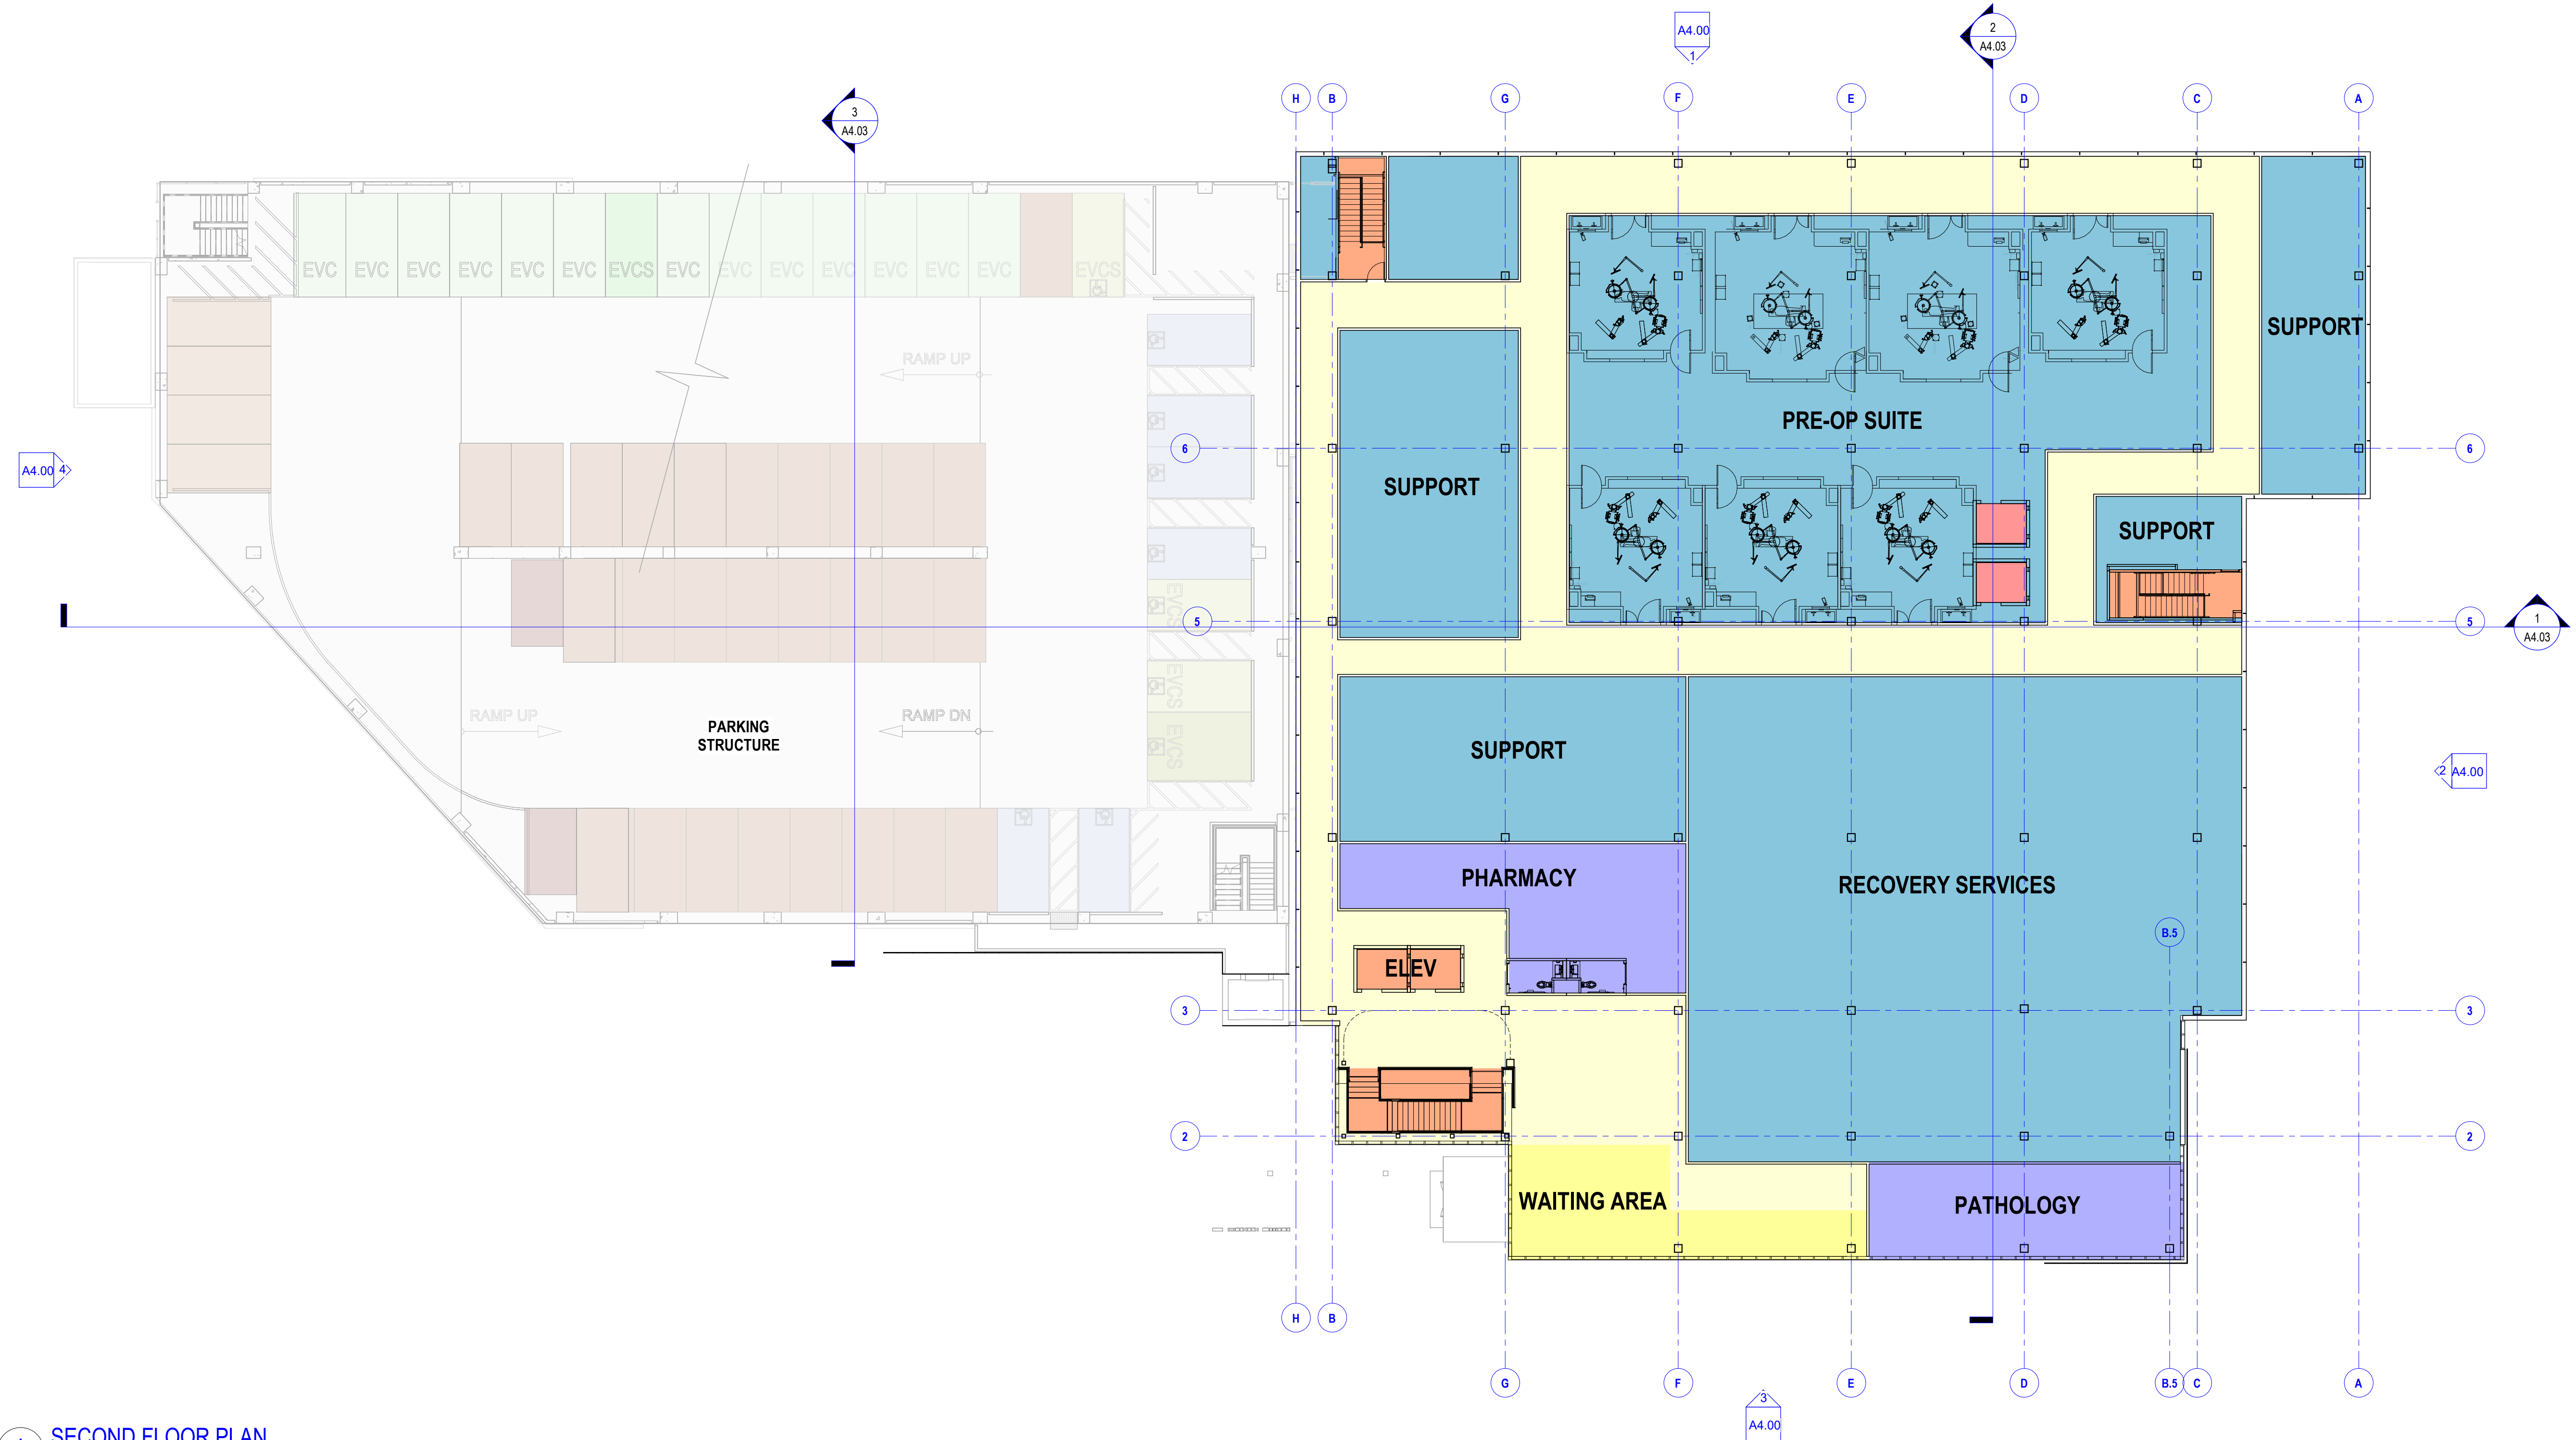 A4.00
1
2
A4.03
3
A4.03
H
B
G
F
E
D
C
A
EVC
EVC
EVC
EVC
EVC
EVC
EVCS
EVC
EVC
EVC
EVC
EVC
EVC
EVC
EVCS
SUPPORT
RAMP UP
PRE-OP SUITE
6
6
A4.00
4
SUPPORT
SUPPORT
EVCS
5
5
1
A4.03
EVCS
RAMP UP
PARKING
STRUCTURE
RAMP DN
EVCS
SUPPORT
2
A4.00
PHARMACY
RECOVERY SERVICES
B.5
ELEV
3
3
2
2
WAITING AREA
PATHOLOGY
H
B
G
F
E
D
B.5
C
A
3
A4.00
SECOND FLOOR PLAN